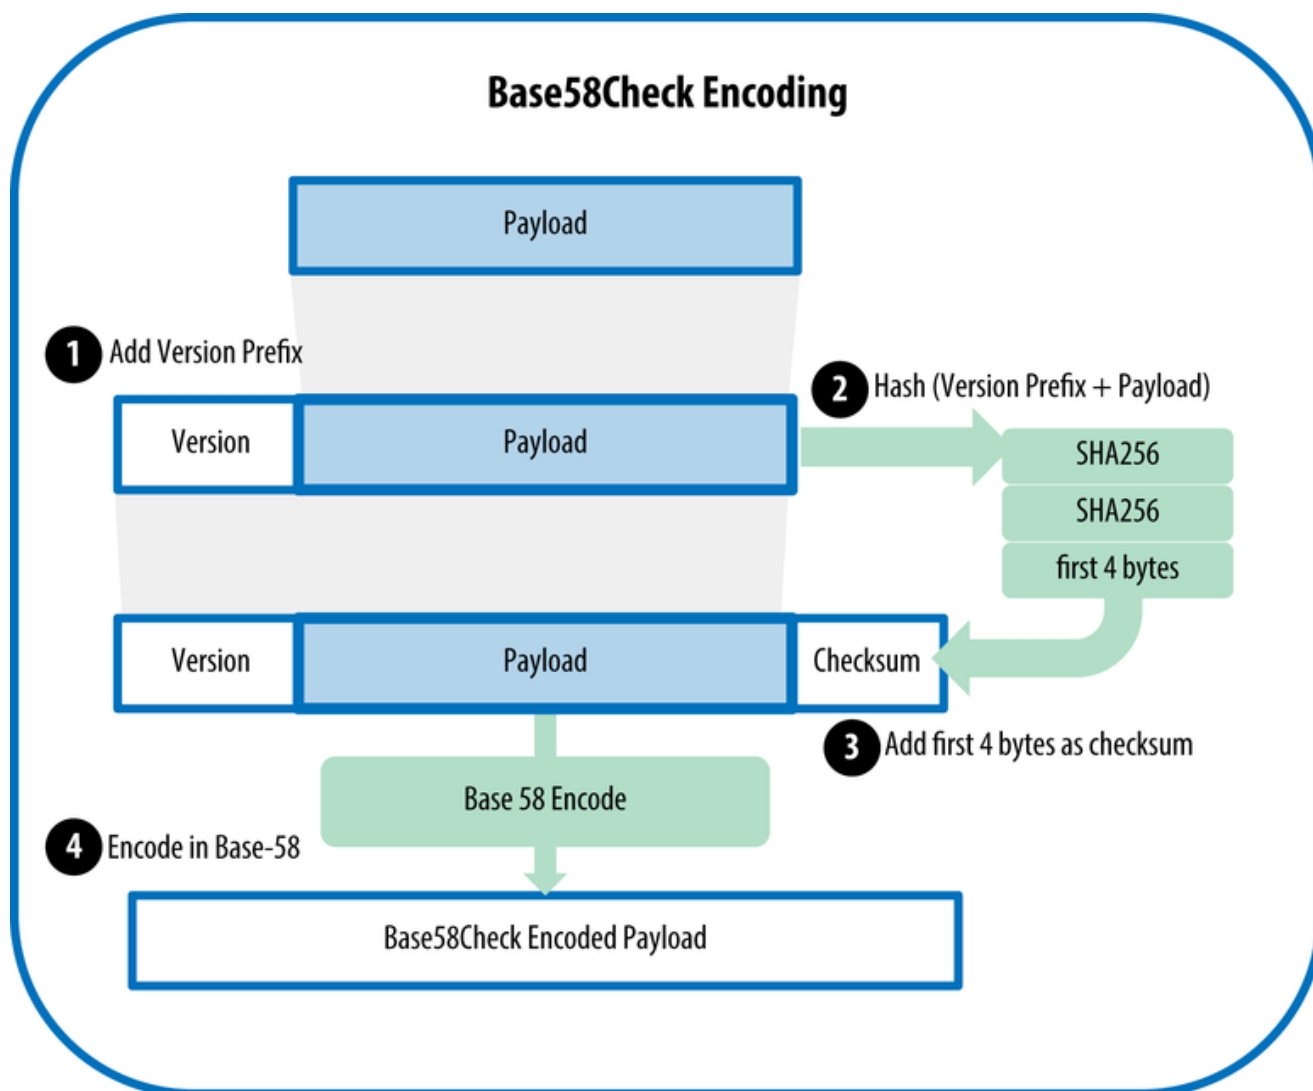 Base58Check Encoding
Payload
1 Add Version Prefix
2 Hash (Version Prefix + Payload)
Version
Payload
SHA256
SHA256
first 4 bytes
Version
Payload
Checksum
3 Add first 4 bytes as checksum
Base 58 Encode
4 Encode in Base-58
Base58Check Encoded Payload